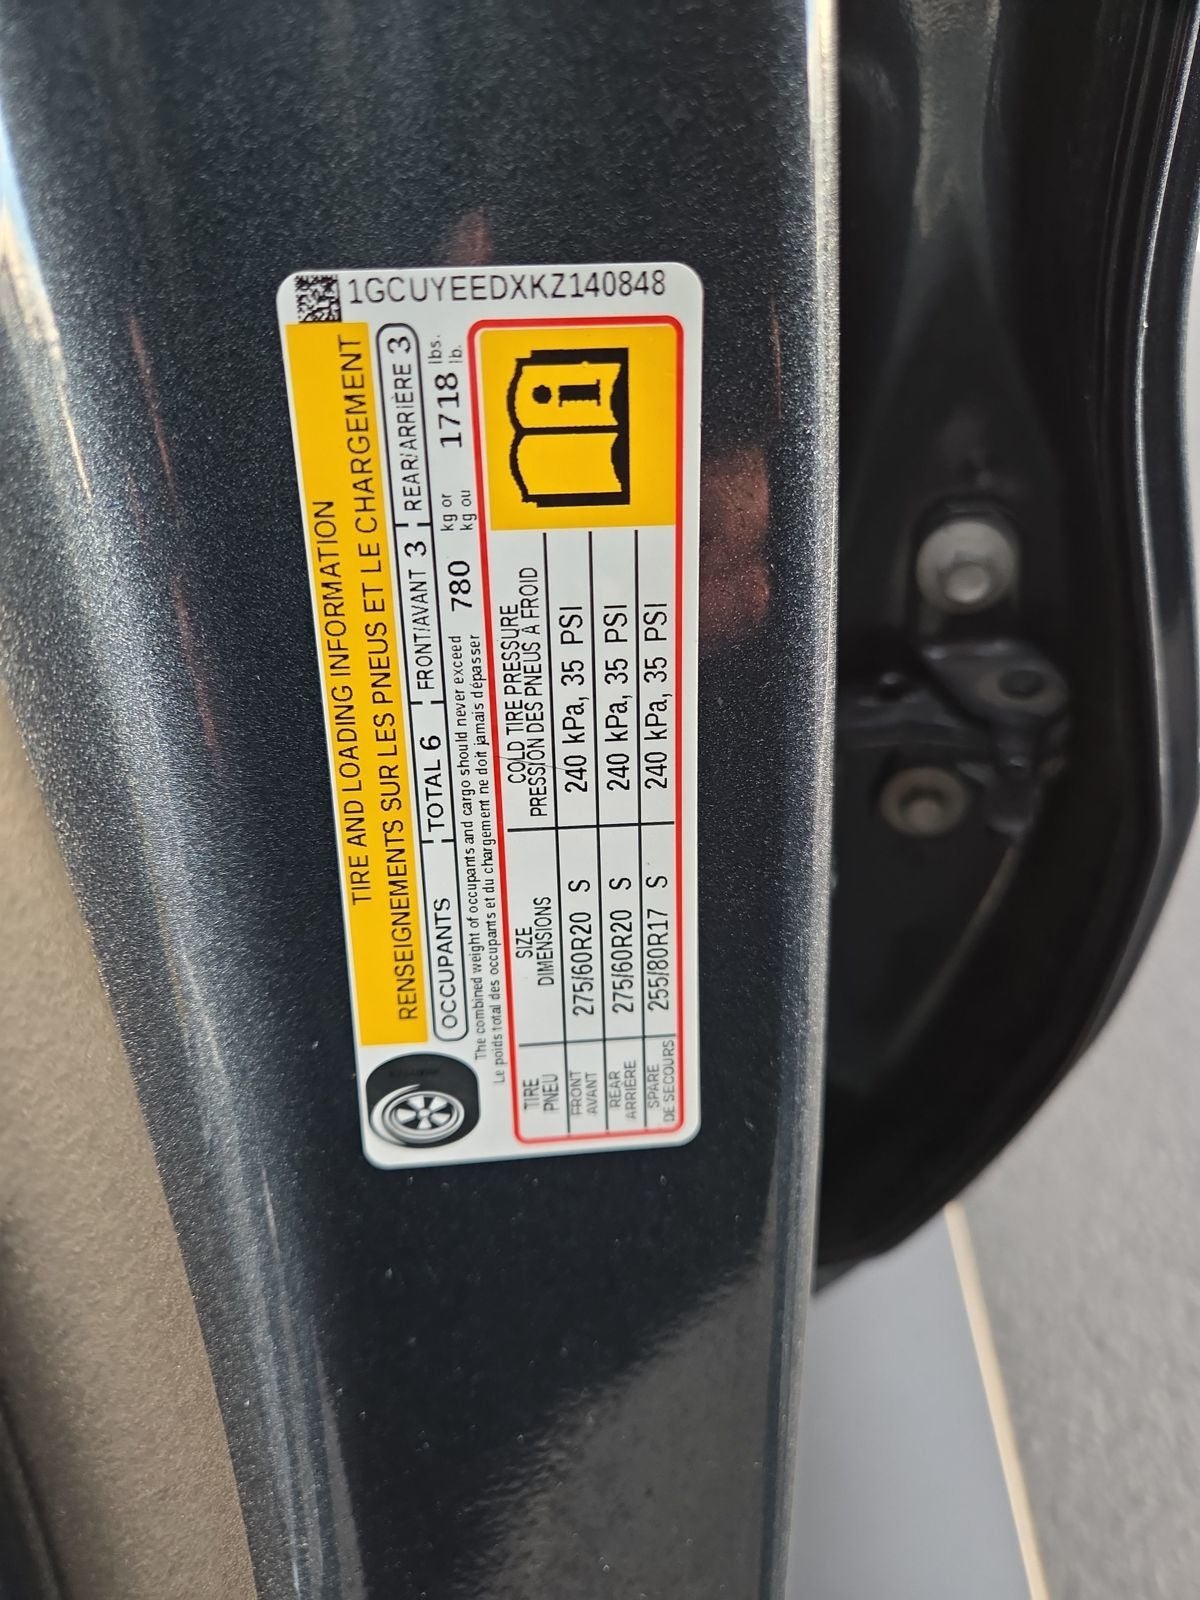 1GCUYEEDXKZ140848
TIRE AND LOADING INFORMATION
RENSEIGNEMENTS SUR LES PNEUS ET LE CHARGEMENT
OCCUPANTS TOTAL 6 FRONT/AVANT 3 REAR/ARRIÈRE 3
The combined weight of occupants and cargo should never exceed 780 kg or 1718 lbs.
Le poids total des occupants et du chargement ne doit jamais dépasser kg ou lb.
TIRE SIZE COLD TIRE PRESSURE
PNEU DIMENSIONS PRESSION DES PNEUS À FROID
FRONT
AVANT 275/60R20 S 240 kPa, 35 PSI
REAR
ARRIÈRE 275/60R20 S 240 kPa, 35 PSI
SPARE
DE SECOURS 255/80R17 S 240 kPa, 35 PSI
i